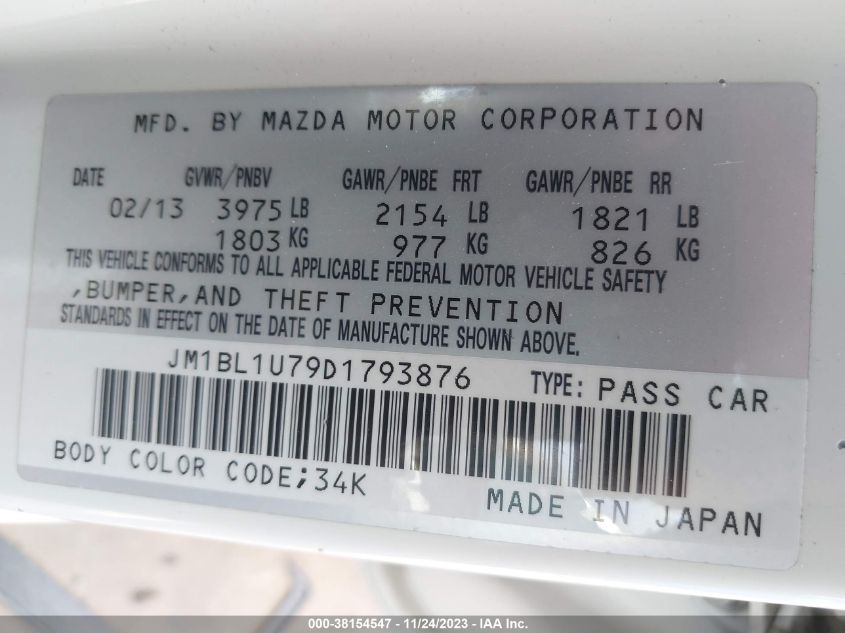 MFD. BY MAZDA MOTOR CORPORATION
DATE GVWR/PNBV GAWR/PNBE FRT GAWR/PNBE RR
02/13 3975 LB 2154 LB 1821 LB
1803 KG 977 KG 826 KG
THIS VEHICLE CONFORMS TO ALL APPLICABLE FEDERAL MOTOR VEHICLE SAFETY
,BUMPER,AND THEFT PREVENTION
STANDARDS IN EFFECT ON THE DATE OF MANUFACTURE SHOWN ABOVE.
JM1BL1U79D1793876 TYPE: PASS CAR
BODY COLOR CODE;34K
MADE IN JAPAN
000-38154547 - 11/24/2023 - IAA Inc.